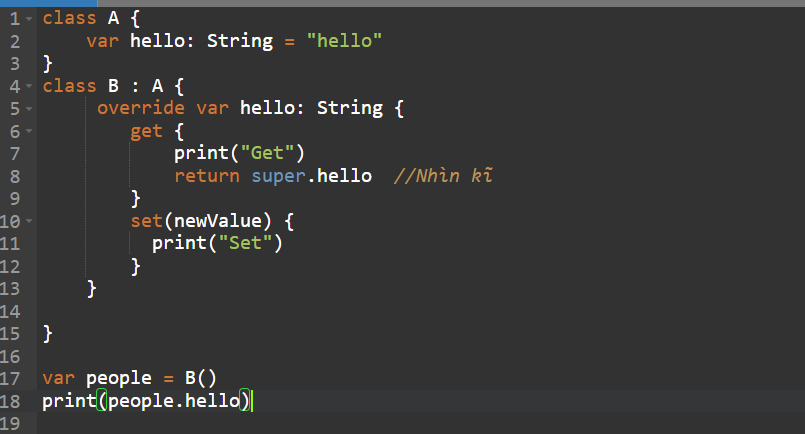 1 class A {
2     var hello: String = "hello"
3 }
4 class B : A {
5      override var hello: String {
6         get {
7             print("Get")
8             return super.hello  //Nhìn kĩ
9         }
10         set(newValue) {
11           print("Set")
12         }
13     }
14
15 }
16
17 var people = B()
18 print(people.hello)
19